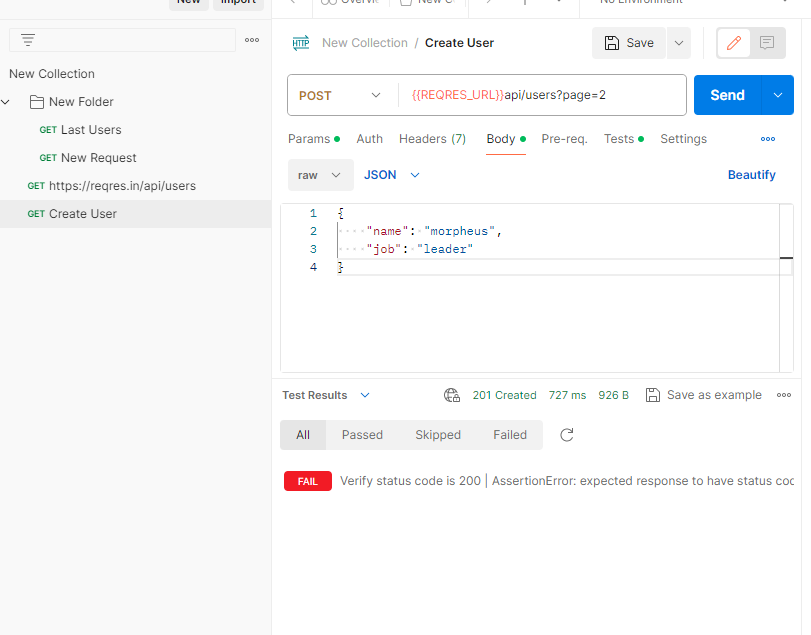 New Import
Overvi New C No Environment
HTTP New Collection / Create User Save
New Collection
New Folder
GET Last Users
GET New Request
GET https://reqres.in/api/users
GET Create User
POST {{REQRES_URL}}api/users?page=2 Send
Params Auth Headers (7) Body Pre-req. Tests Settings
raw JSON Beautify
1 {
2 "name": "morpheus",
3 "job": "leader"
4 }
Test Results 201 Created 727 ms 926 B Save as example
All Passed Skipped Failed
FAIL Verify status code is 200 | AssertionError: expected response to have status cod